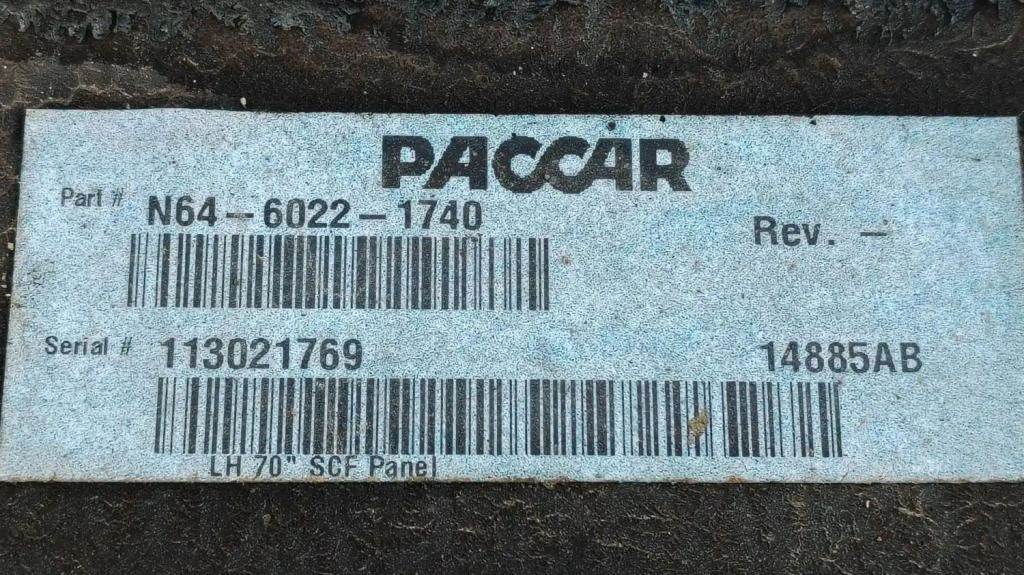 PACCAR
Part # N64-6022-1740
Rev. -
Serial # 113021769 14885AB
LH 70" SCF Panel